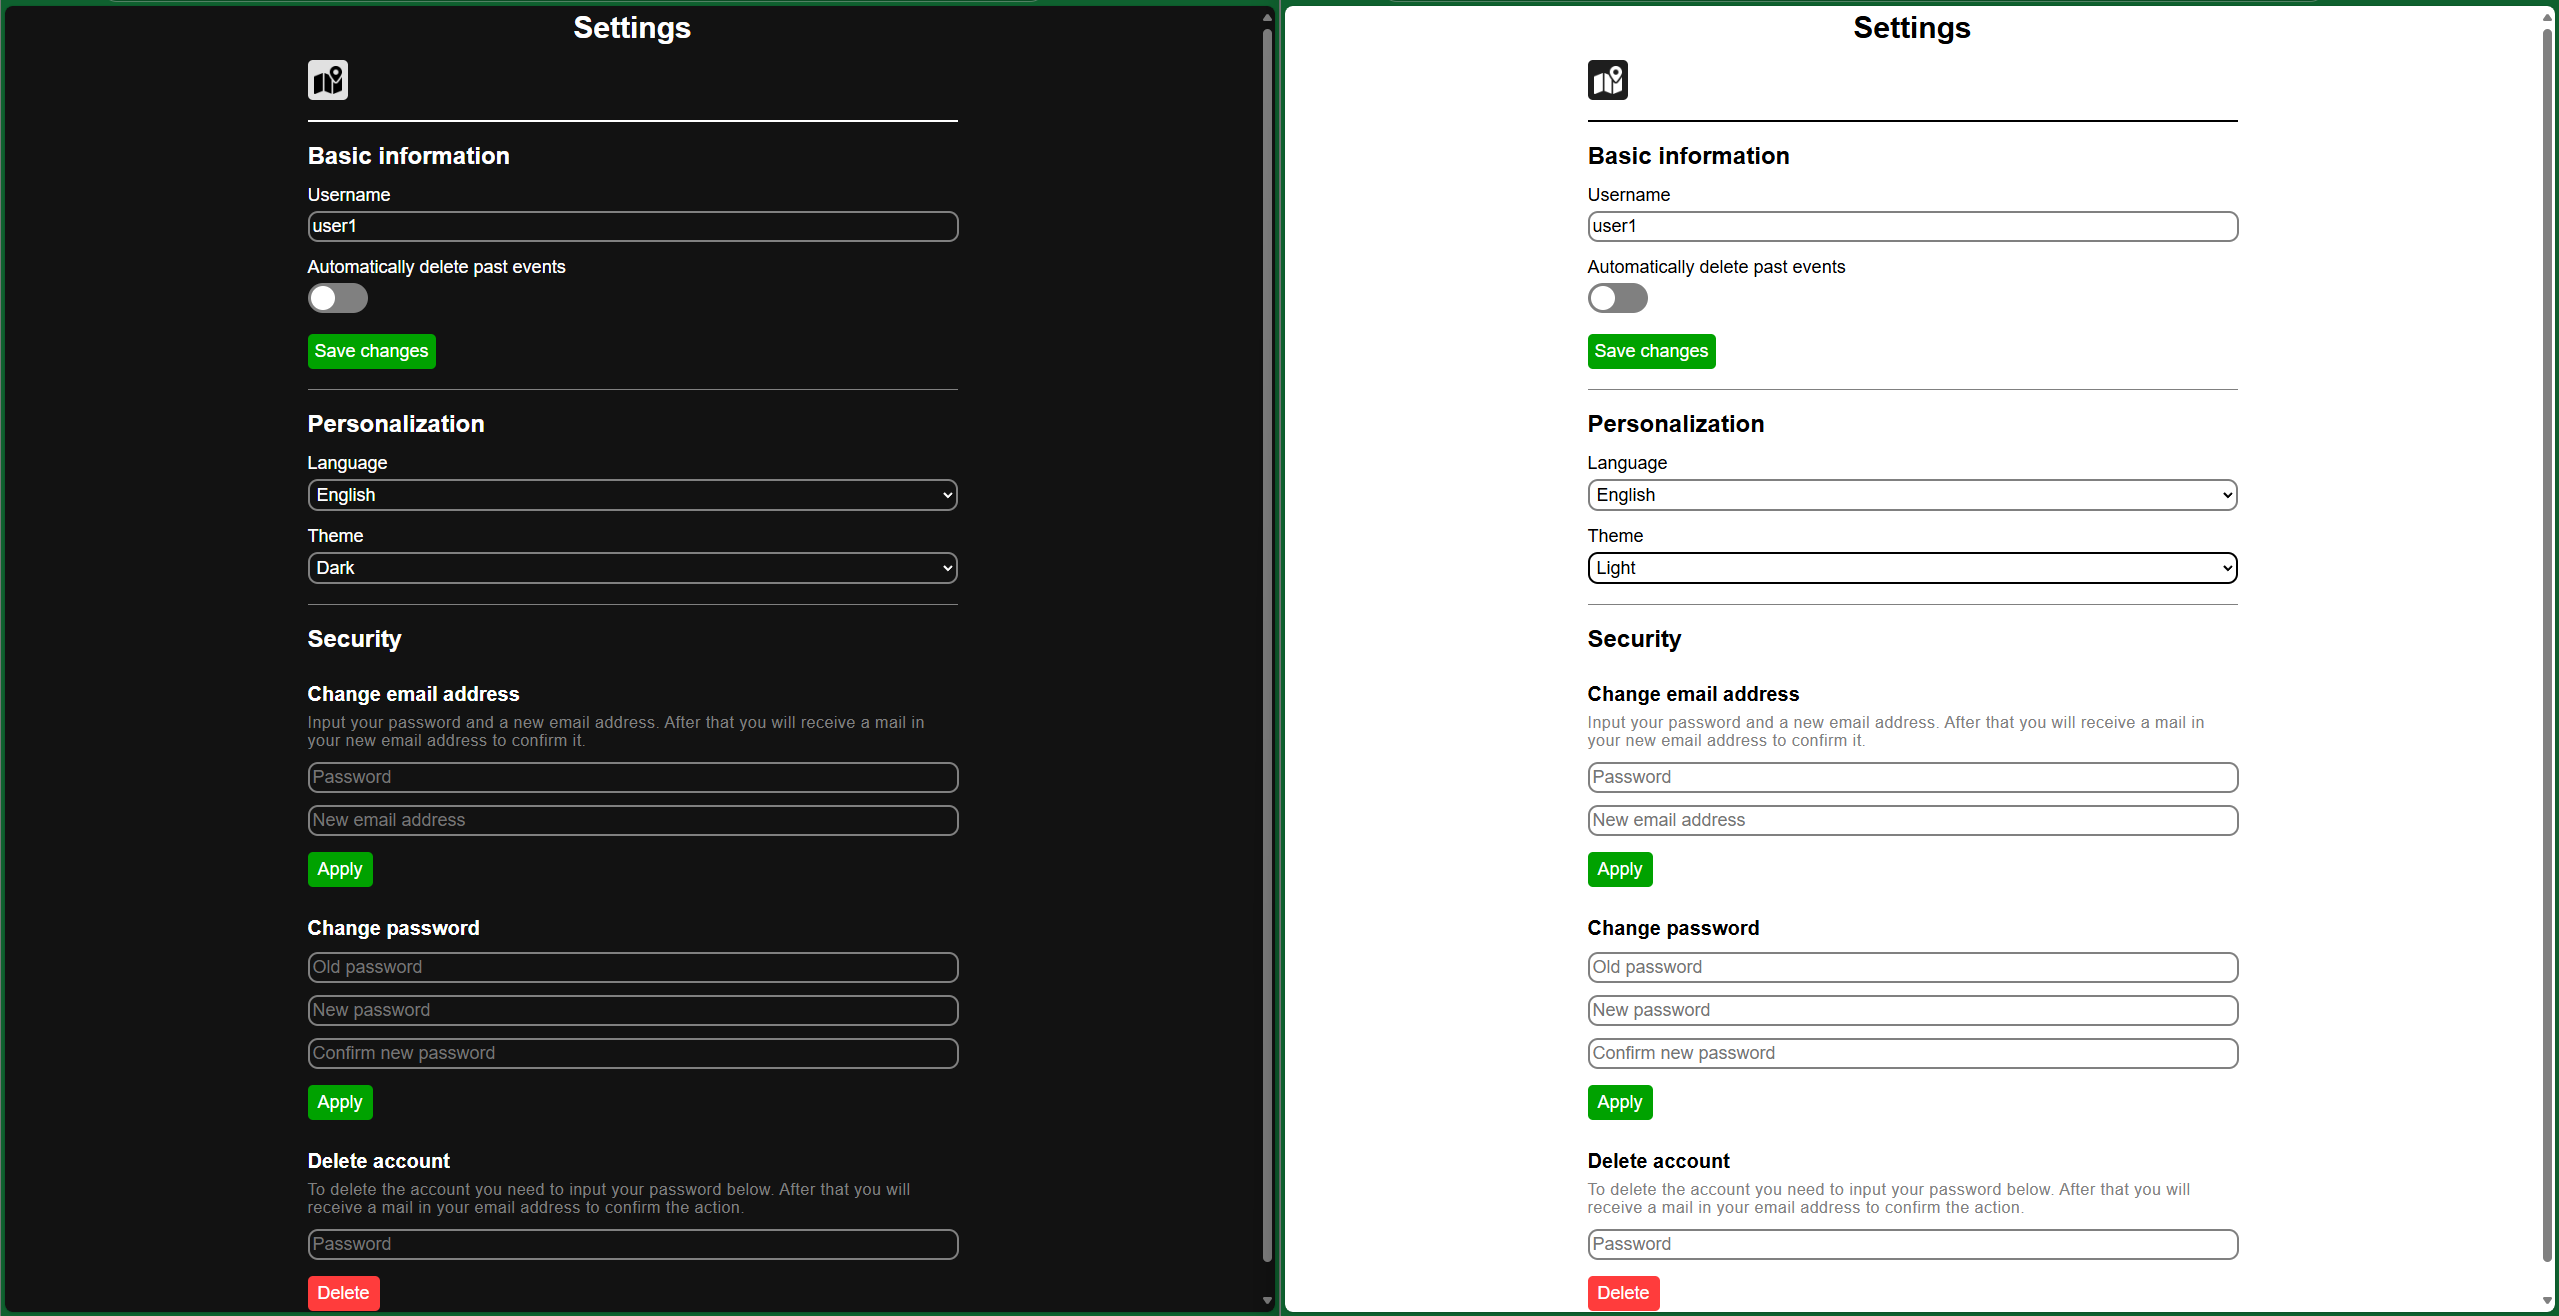 Settings
Basic information
Username
user1
Automatically delete past events
Save changes
Personalization
Language
English
Theme
Dark
Security
Change email address
Input your password and a new email address. After that you will receive a mail in
your new email address to confirm it.
Password
New email address
Apply
Change password
Old password
New password
Confirm new password
Apply
Delete account
To delete the account you need to input your password below. After that you will
receive a mail in your email address to confirm the action.
Password
Delete
Settings
Basic information
Username
user1
Automatically delete past events
Save changes
Personalization
Language
English
Theme
Light
Security
Change email address
Input your password and a new email address. After that you will receive a mail in
your new email address to confirm it.
Password
New email address
Apply
Change password
Old password
New password
Confirm new password
Apply
Delete account
To delete the account you need to input your password below. After that you will
receive a mail in your email address to confirm the action.
Password
Delete